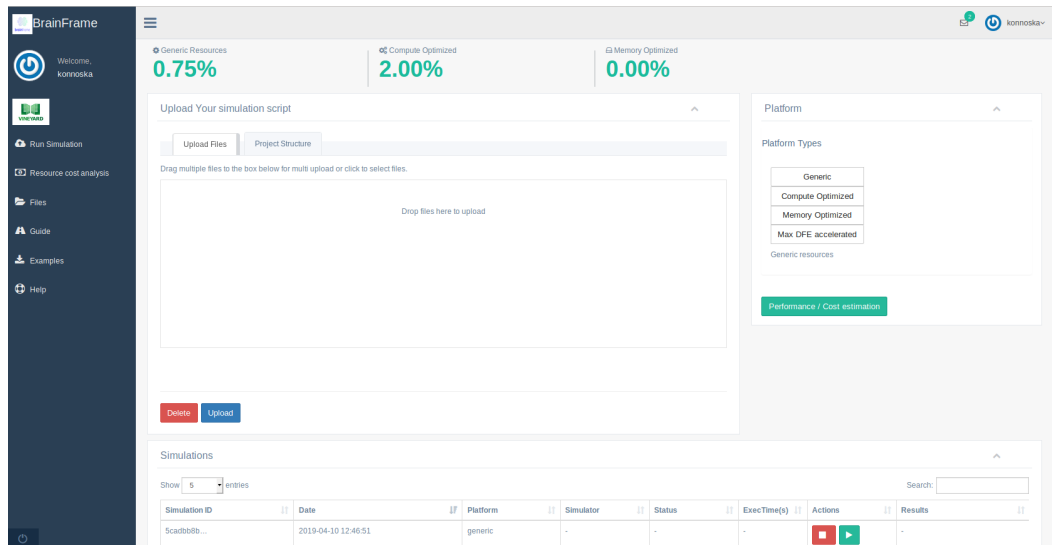 BrainFrame
3
konnoska
Welcome,
konnoska
VINEYARD
Run Simulation
Resource cost analysis
Files
Guide
Examples
Help
Generic Resources
0.75%
Compute Optimized
2.00%
Memory Optimized
0.00%
Upload Your simulation script
Upload Files
Project Structure
Drag multiple files to the box below for multi upload or click to select files.
Drop files here to upload
Delete
Upload
Platform
Platform Types
Generic
Compute Optimized
Memory Optimized
Max DFE accelerated
Generic resources
Performance / Cost estimation
Simulations
Show 5 entries
Search:
Simulation ID Date Platform Simulator Status ExecTime(s) Actions Results
5cadbb8b... 2019-04-10 12:46:51 generic - - - -